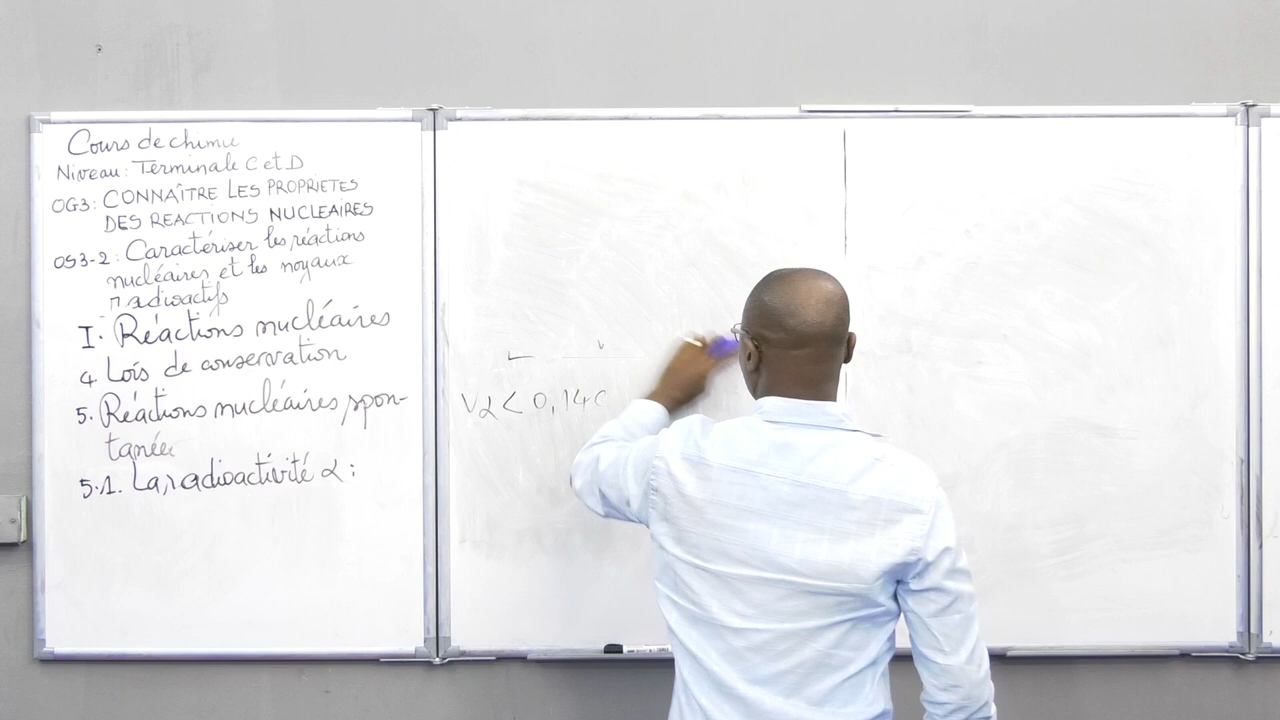 Cours de chimie
Niveau : Terminale C et D
OG3 : CONNAÎTRE LES PROPRIETES
DES REACTIONS NUCLEAIRES
OS3-2 : Caractériser les réactions
nucléaires et les noyaux
radioactifs
I. Réactions nucléaires
4. Lois de conservation
5. Réactions nucléaires spon-
tanées
5.1. La radioactivité α :
Vα < 0,14c